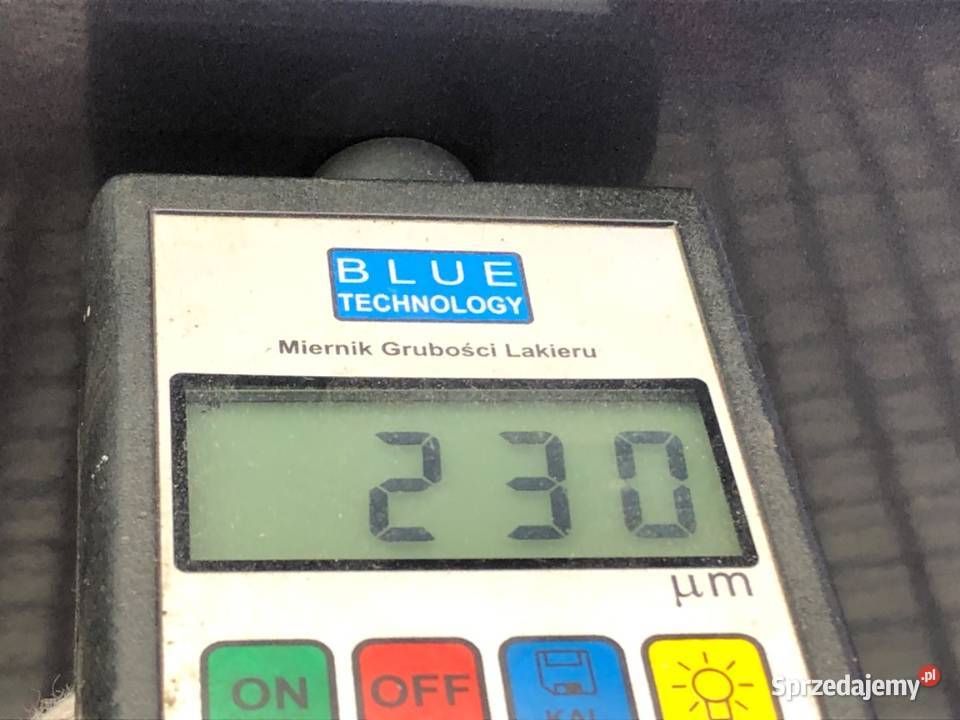 BLUE
TECHNOLOGY
Miernik Grubości Lakieru
230
µm
ON OFF KAL
Sprzedajemy.pl